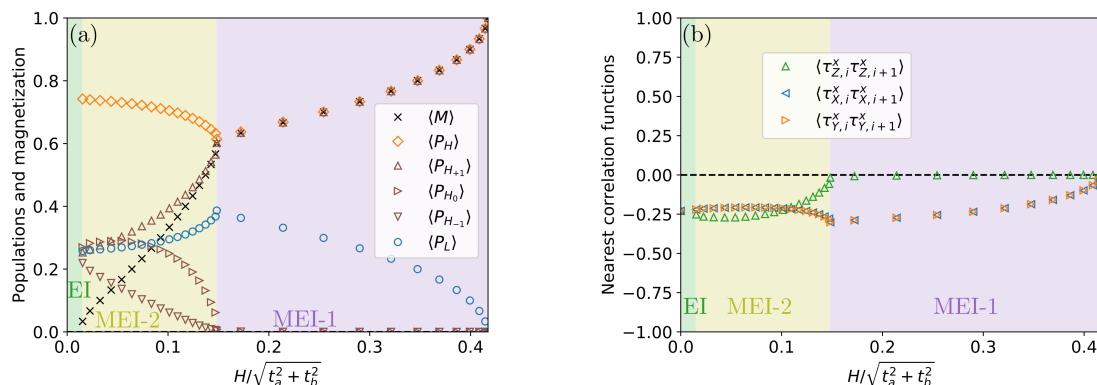 (a)
Populations and magnetization
1.0
0.8
0.6
0.4
0.2
0.0
⟨M⟩
⟨P_H⟩
⟨P_{H_{+1}}⟩
⟨P_{H_0}⟩
⟨P_{H_{−1}}⟩
⟨P_L⟩
EI
MEI-2
MEI-1
0.0 0.1 0.2 0.3 0.4
H/√(t_a^2 + t_b^2)
(b)
Nearest correlation functions
1.00
0.75
0.50
0.25
0.00
−0.25
−0.50
−0.75
−1.00
⟨τ^x_{Z,i} τ^x_{Z,i+1}⟩
⟨τ^x_{X,i} τ^x_{X,i+1}⟩
⟨τ^x_{Y,i} τ^x_{Y,i+1}⟩
EI
MEI-2
MEI-1
0.0 0.1 0.2 0.3 0.4
H/√(t_a^2 + t_b^2)